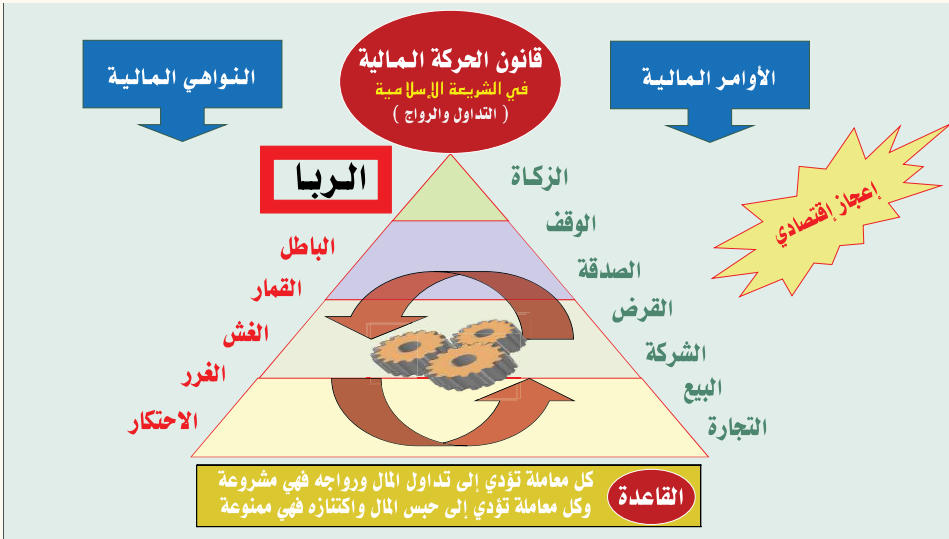 قانون الحركة المالية
في الشريعة الإسلامية
( التداول والرواج )
الأوامر المالية
النواهي المالية
إعجاز إقتصادي
الزكاة
الوقف
الصدقة
القرض
الشركة
البيع
التجارة
الربا
الباطل
القمار
الغش
الغرر
الاحتكار
القاعدة
كل معاملة تؤدي إلى تداول المال ورواجه فهي مشروعة
وكل معاملة تؤدي إلى حبس المال واكتنازه فهي ممنوعة